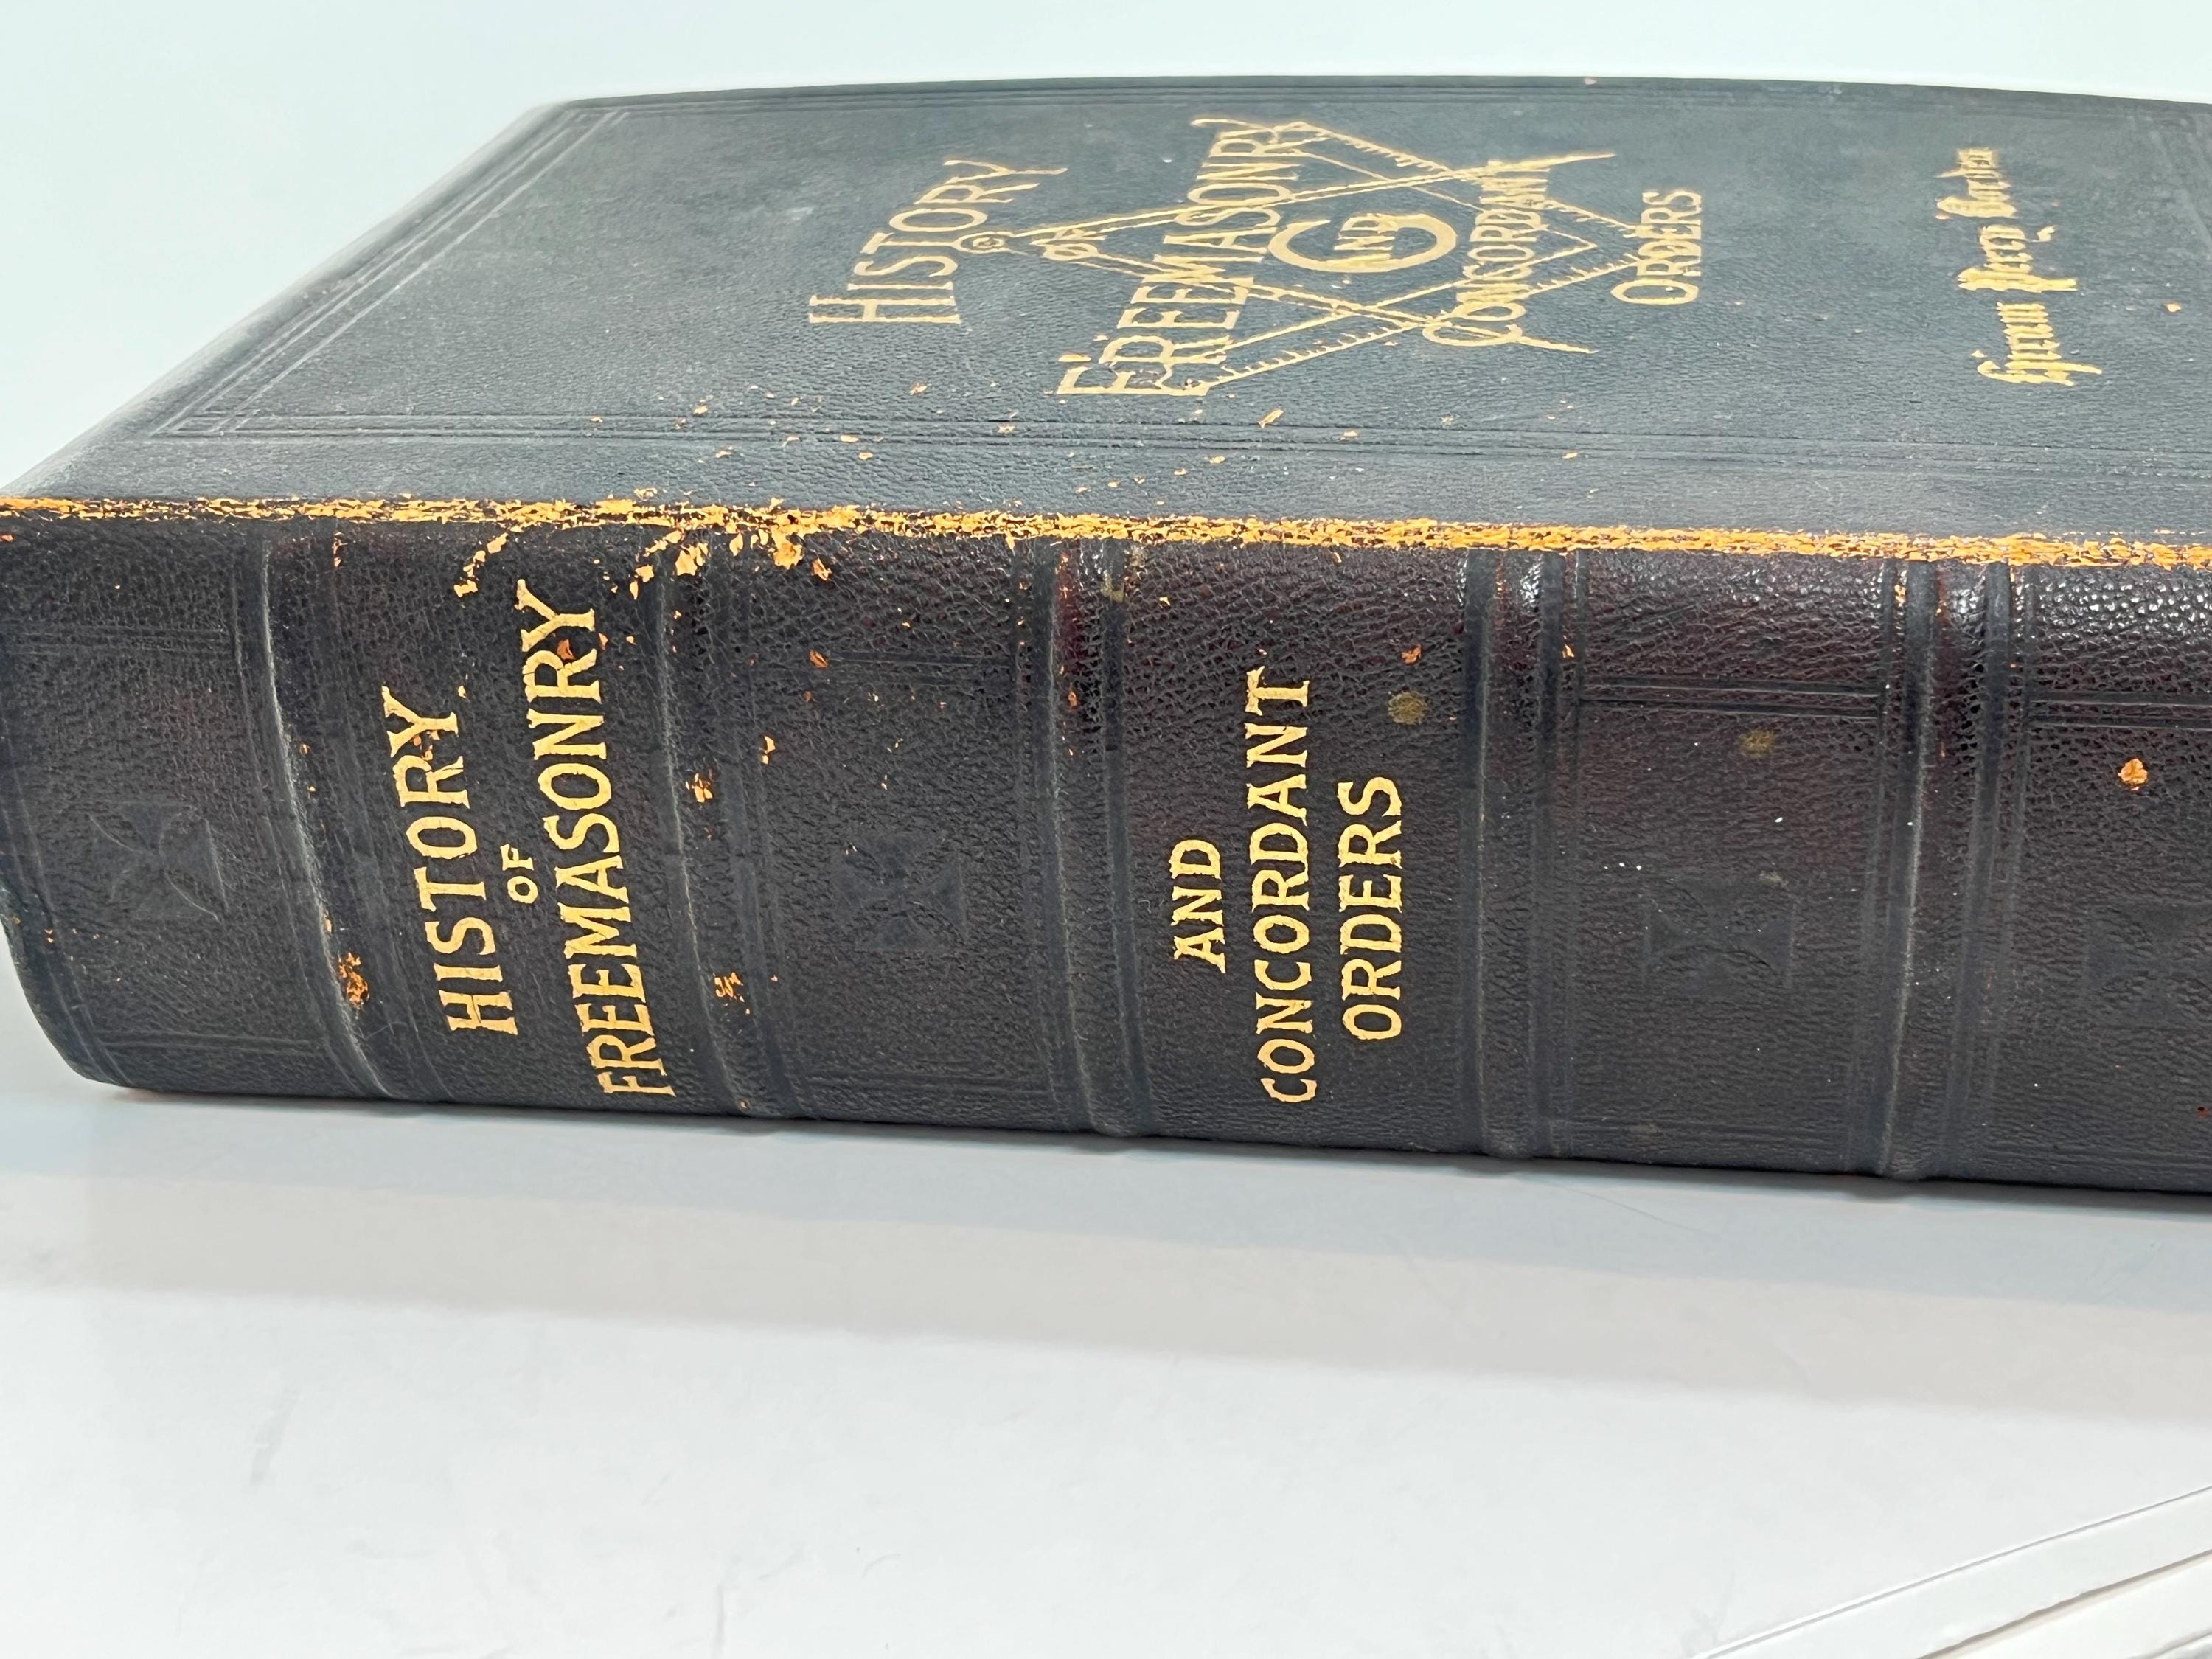 HISTORY
FREEMASONRY
G
AND
CONCORDANT
ORDERS
HISTORY
OF
FREEMASONRY
AND
CONCORDANT
ORDERS